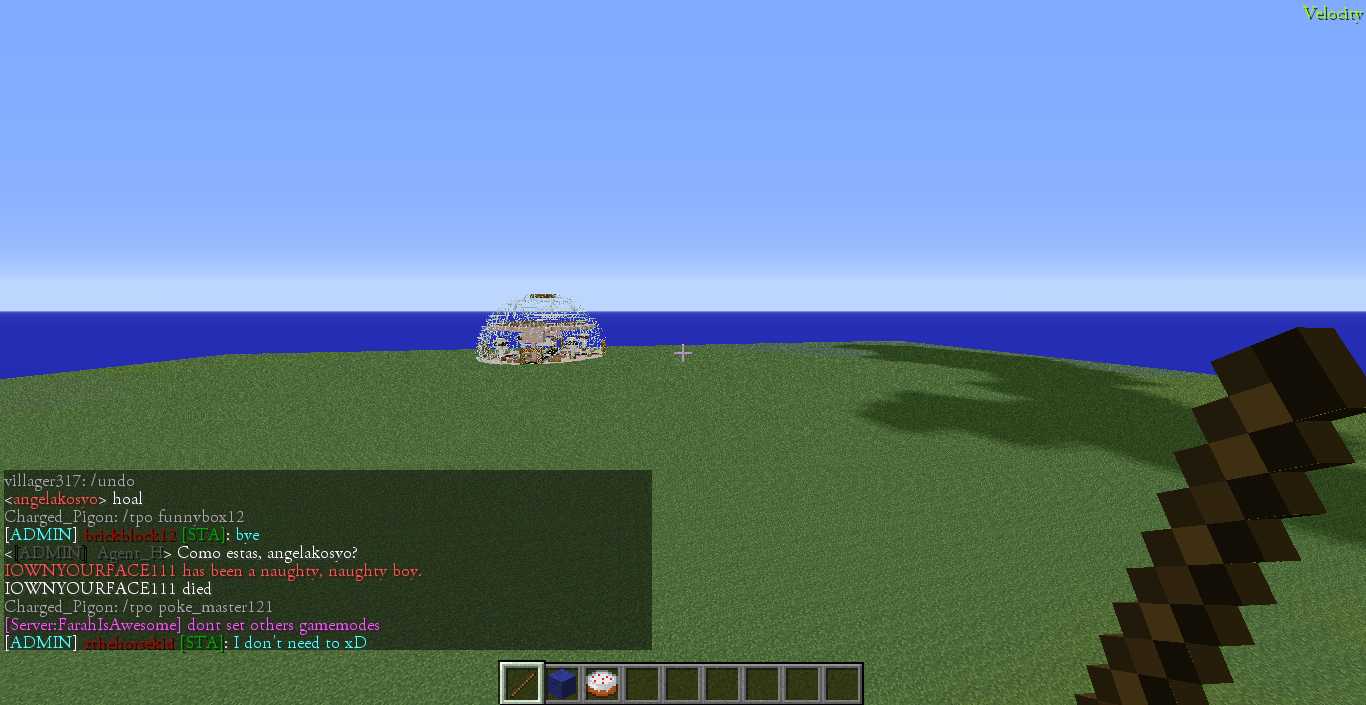 Velocity
villager317: /undo
<angelakosvo> hoal
Charged_Pigon: /tpo funnybox12
[ADMIN] brickblock12 [STA]: bye
<[ADMIN] Agent_H> Como estas, angelakosvo?
IOWNYOURFACE111 has been a naughty, naughty boy.
IOWNYOURFACE111 died
Charged_Pigon: /tpo poke_master121
[Server:FarahIsAwesome] dont set others gamemodes
[ADMIN] [STA]: I don't need to xD